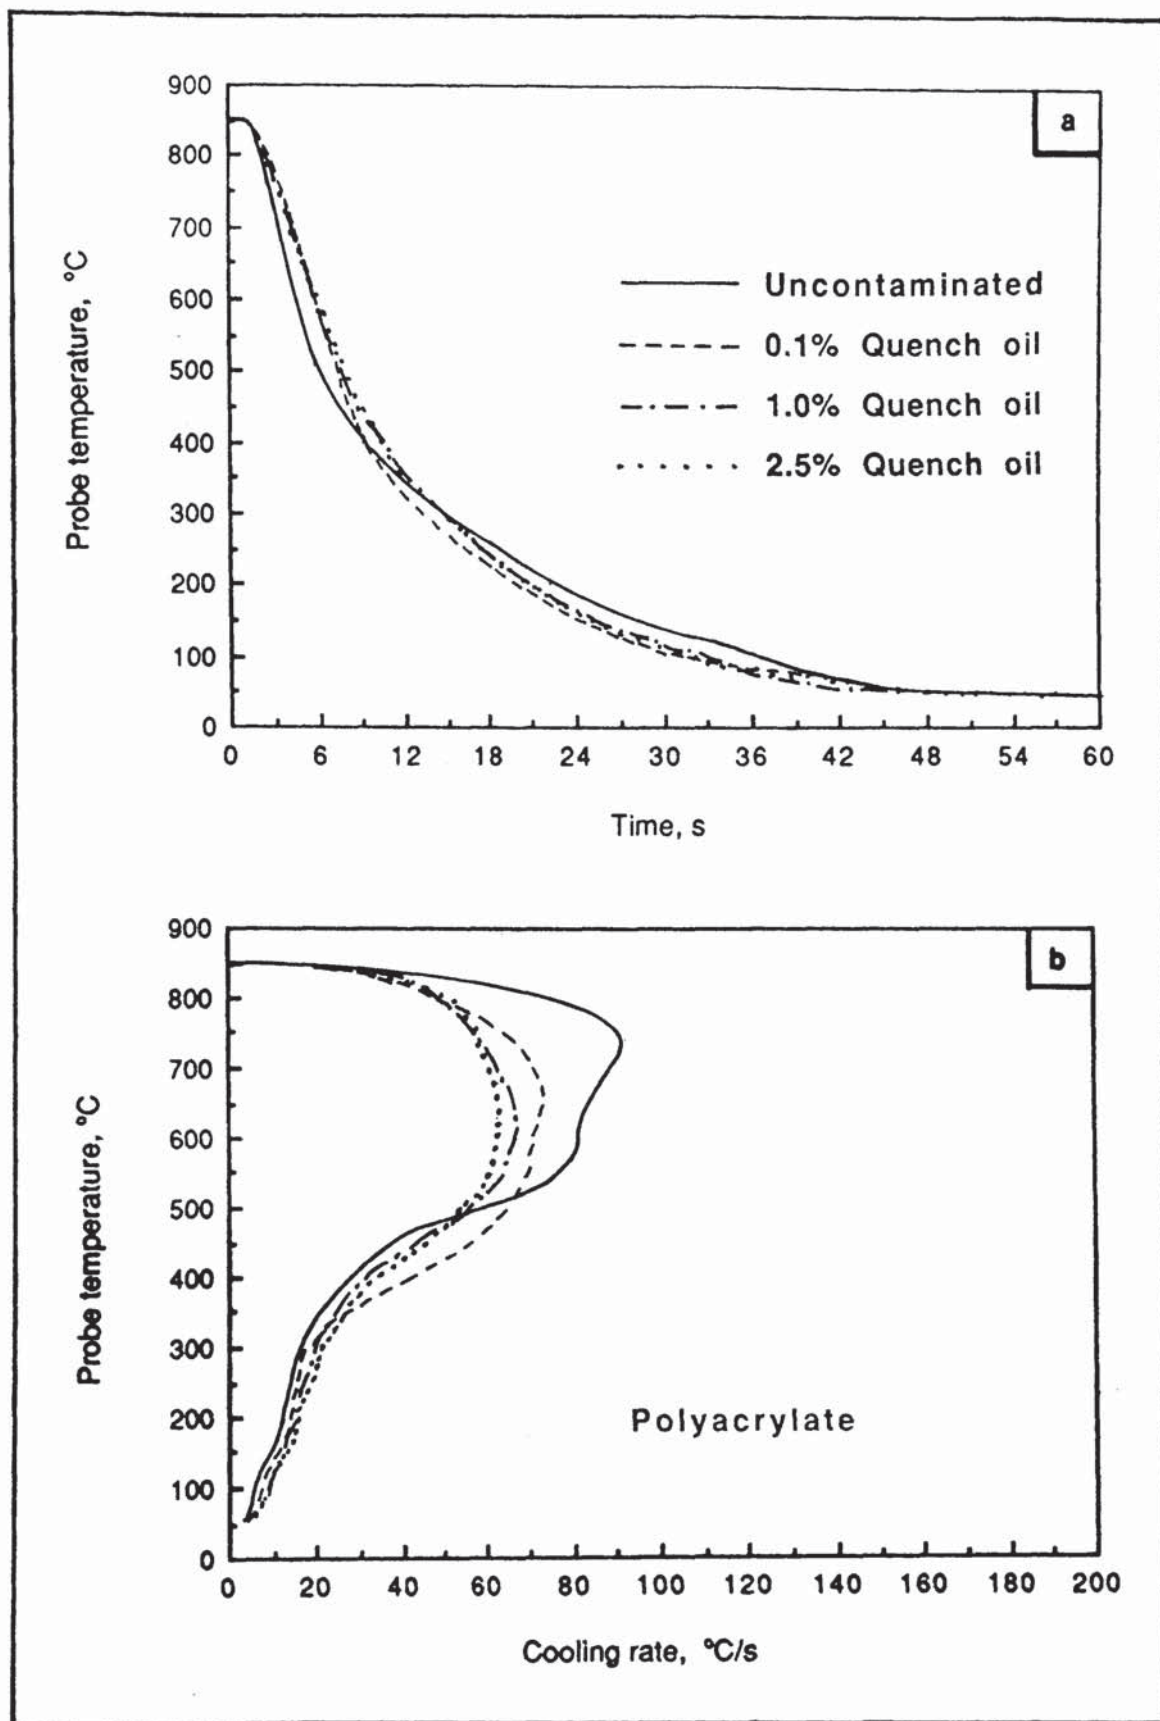 a
900
800
700
600
500
400
300
200
100
0
Probe temperature, ºC
Uncontaminated
0.1% Quench oil
1.0% Quench oil
2.5% Quench oil
0 6 12 18 24 30 36 42 48 54 60
Time, s
b
900
800
700
600
500
400
300
200
100
0
Probe temperature, ºC
Polyacrylate
0 20 40 60 80 100 120 140 160 180 200
Cooling rate, ºC/s